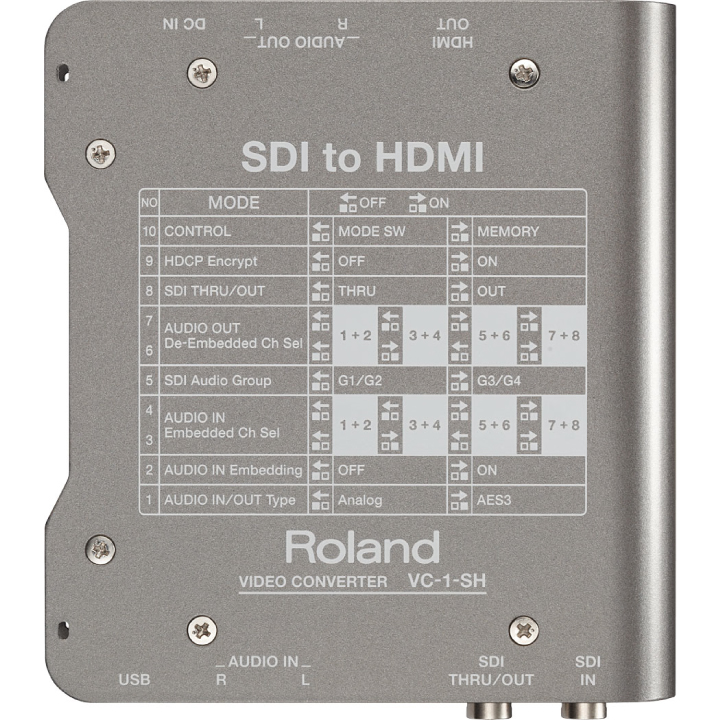 DC IN
L
R
AUDIO OUT
HDMI
OUT
SDI to HDMI
NO MODE OFF ON
10 CONTROL MODE SW MEMORY
9 HDCP Encrypt OFF ON
8 SDI THRU/OUT THRU OUT
7 AUDIO OUT
6 De-Embedded Ch Sel 1 + 2 3 + 4 5 + 6 7 + 8
5 SDI Audio Group G1/G2 G3/G4
4 AUDIO IN
3 Embedded Ch Sel 1 + 2 3 + 4 5 + 6 7 + 8
2 AUDIO IN Embedding OFF ON
1 AUDIO IN/OUT Type Analog AES3
Roland
VIDEO CONVERTER VC-1-SH
AUDIO IN
USB R L
SDI
THRU/OUT
SDI
IN